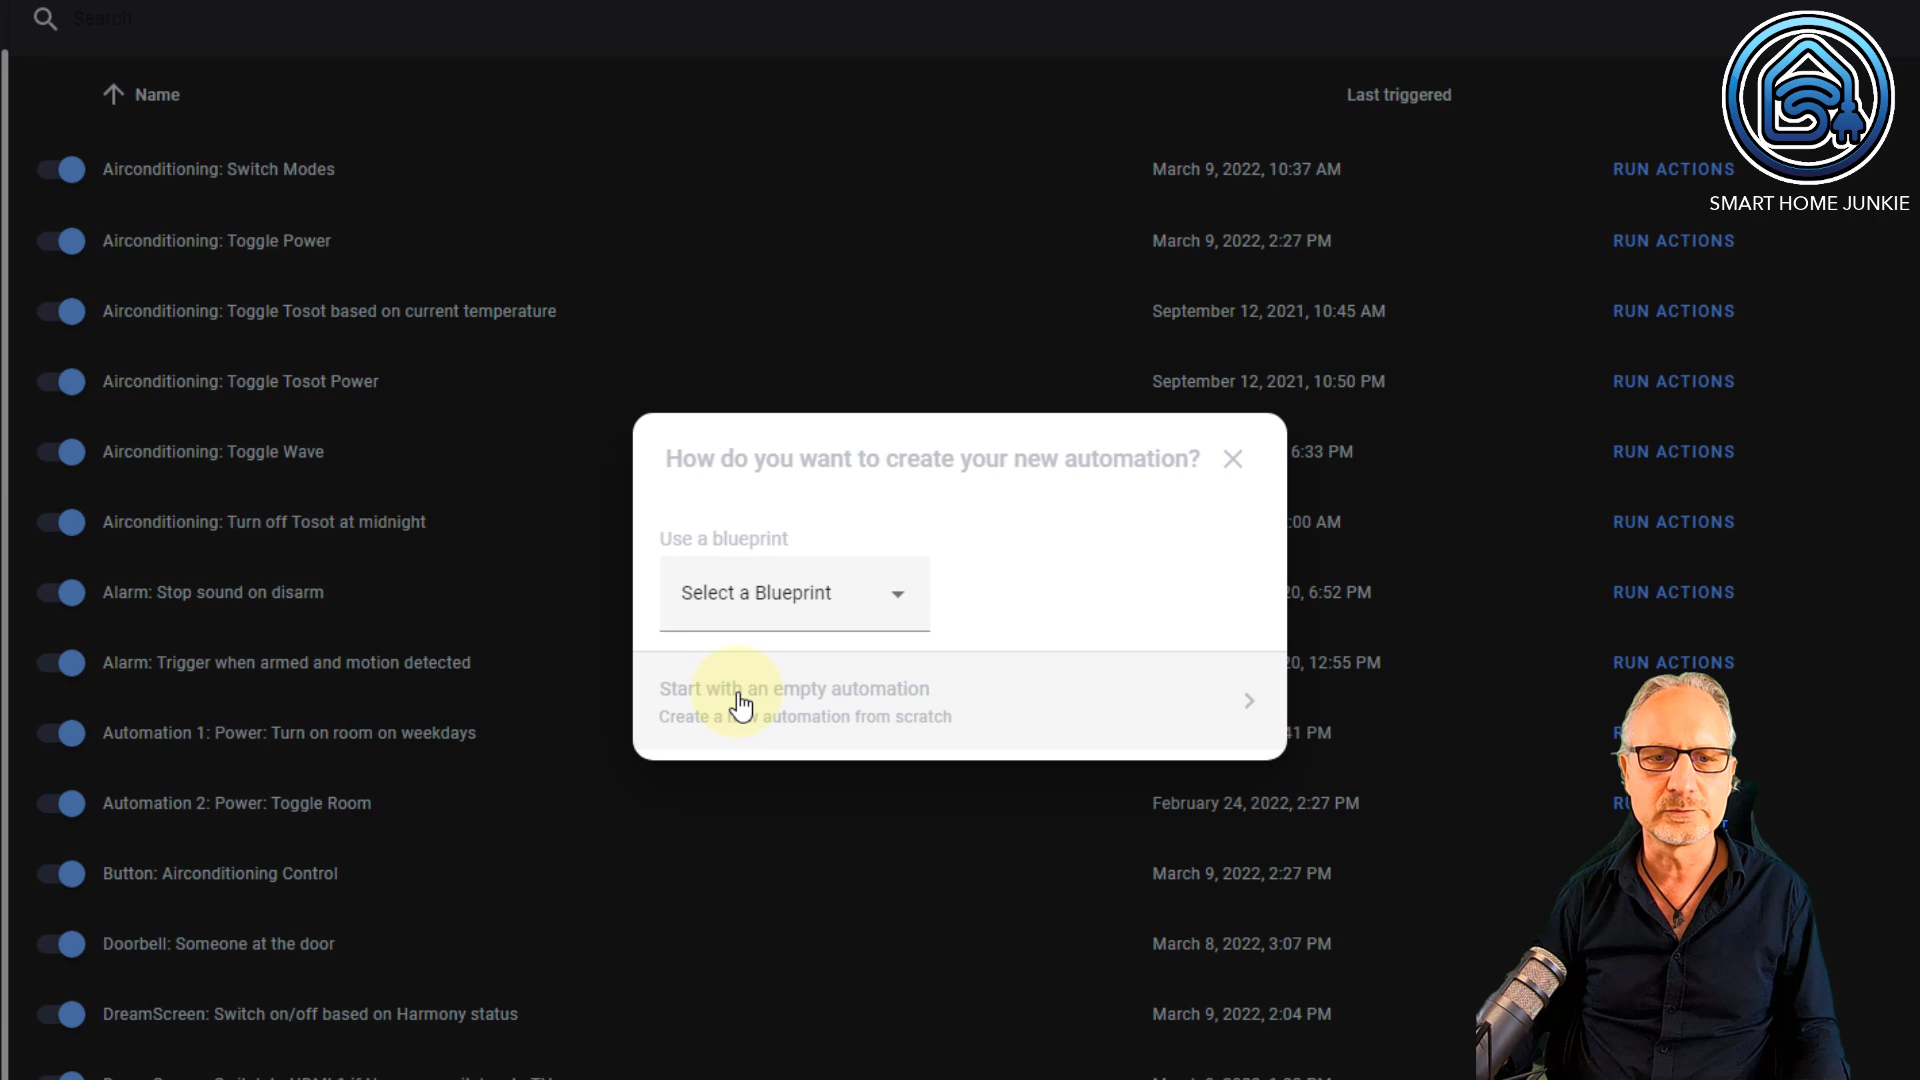 Search
Name
Last triggered
Airconditioning: Switch Modes
March 9, 2022, 10:37 AM
RUN ACTIONS
SMART HOME JUNKIE
Airconditioning: Toggle Power
March 9, 2022, 2:27 PM
RUN ACTIONS
Airconditioning: Toggle Tosot based on current temperature
September 12, 2021, 10:45 AM
RUN ACTIONS
Airconditioning: Toggle Tosot Power
September 12, 2021, 10:50 PM
RUN ACTIONS
Airconditioning: Toggle Wave
6:33 PM
RUN ACTIONS
How do you want to create your new automation?
Airconditioning: Turn off Tosot at midnight
:00 AM
RUN ACTIONS
Use a blueprint
Select a Blueprint
Alarm: Stop sound on disarm
20, 6:52 PM
RUN ACTIONS
Alarm: Trigger when armed and motion detected
20, 12:55 PM
RUN ACTIONS
Start with an empty automation
Create a new automation from scratch
Automation 1: Power: Turn on room on weekdays
41 PM
Automation 2: Power: Toggle Room
February 24, 2022, 2:27 PM
Button: Airconditioning Control
March 9, 2022, 2:27 PM
Doorbell: Someone at the door
March 8, 2022, 3:07 PM
DreamScreen: Switch on/off based on Harmony status
March 9, 2022, 2:04 PM